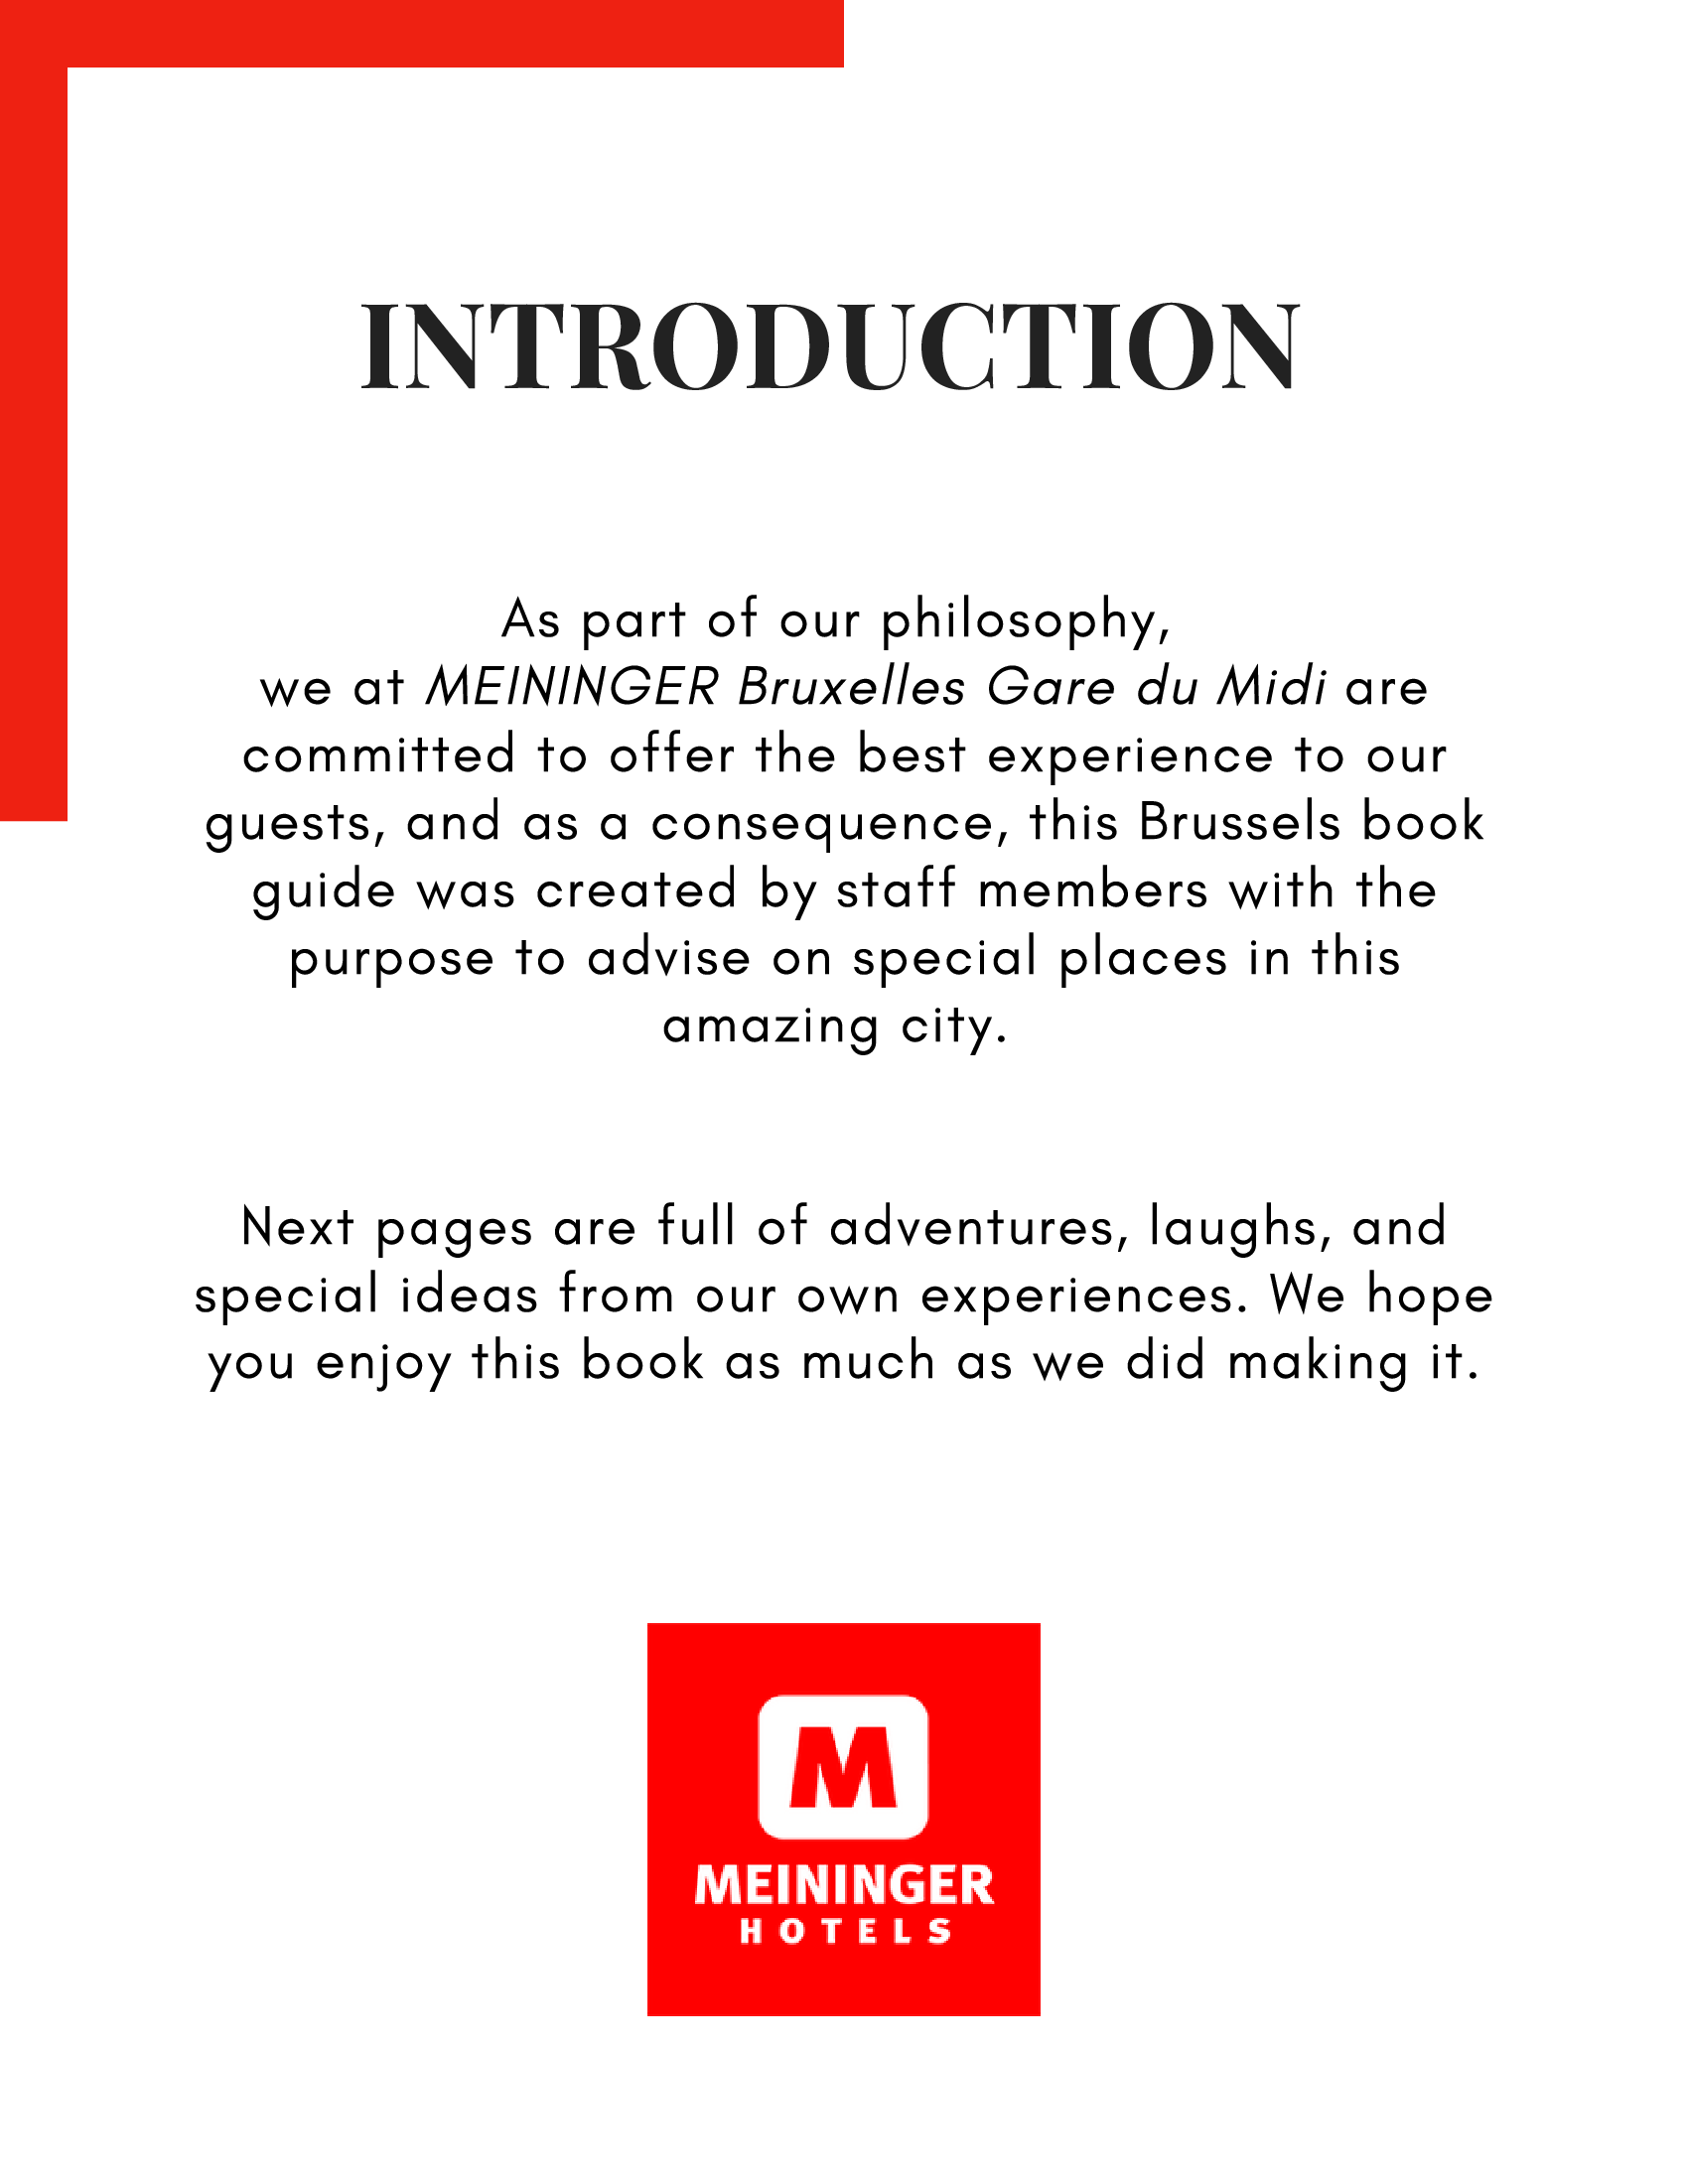 INTRODUCTION
As part of our philosophy,
we at MEININGER Bruxelles Gare du Midi are
committed to offer the best experience to our
guests, and as a consequence, this Brussels book
guide was created by staff members with the
purpose to advise on special places in this
amazing city.
Next pages are full of adventures, laughs, and
special ideas from our own experiences. We hope
you enjoy this book as much as we did making it.
M
MEININGER
HOTELS